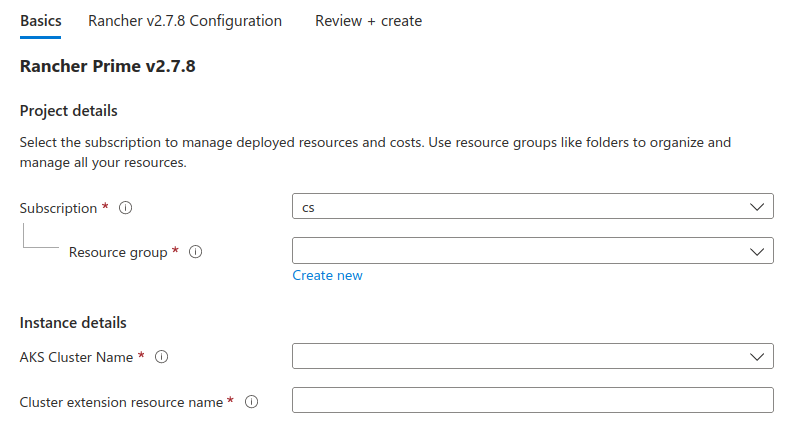 Basics Rancher v2.7.8 Configuration Review + create
Rancher Prime v2.7.8
Project details
Select the subscription to manage deployed resources and costs. Use resource groups like folders to organize and
manage all your resources.
Subscription * cs
Resource group *
Create new
Instance details
AKS Cluster Name *
Cluster extension resource name *